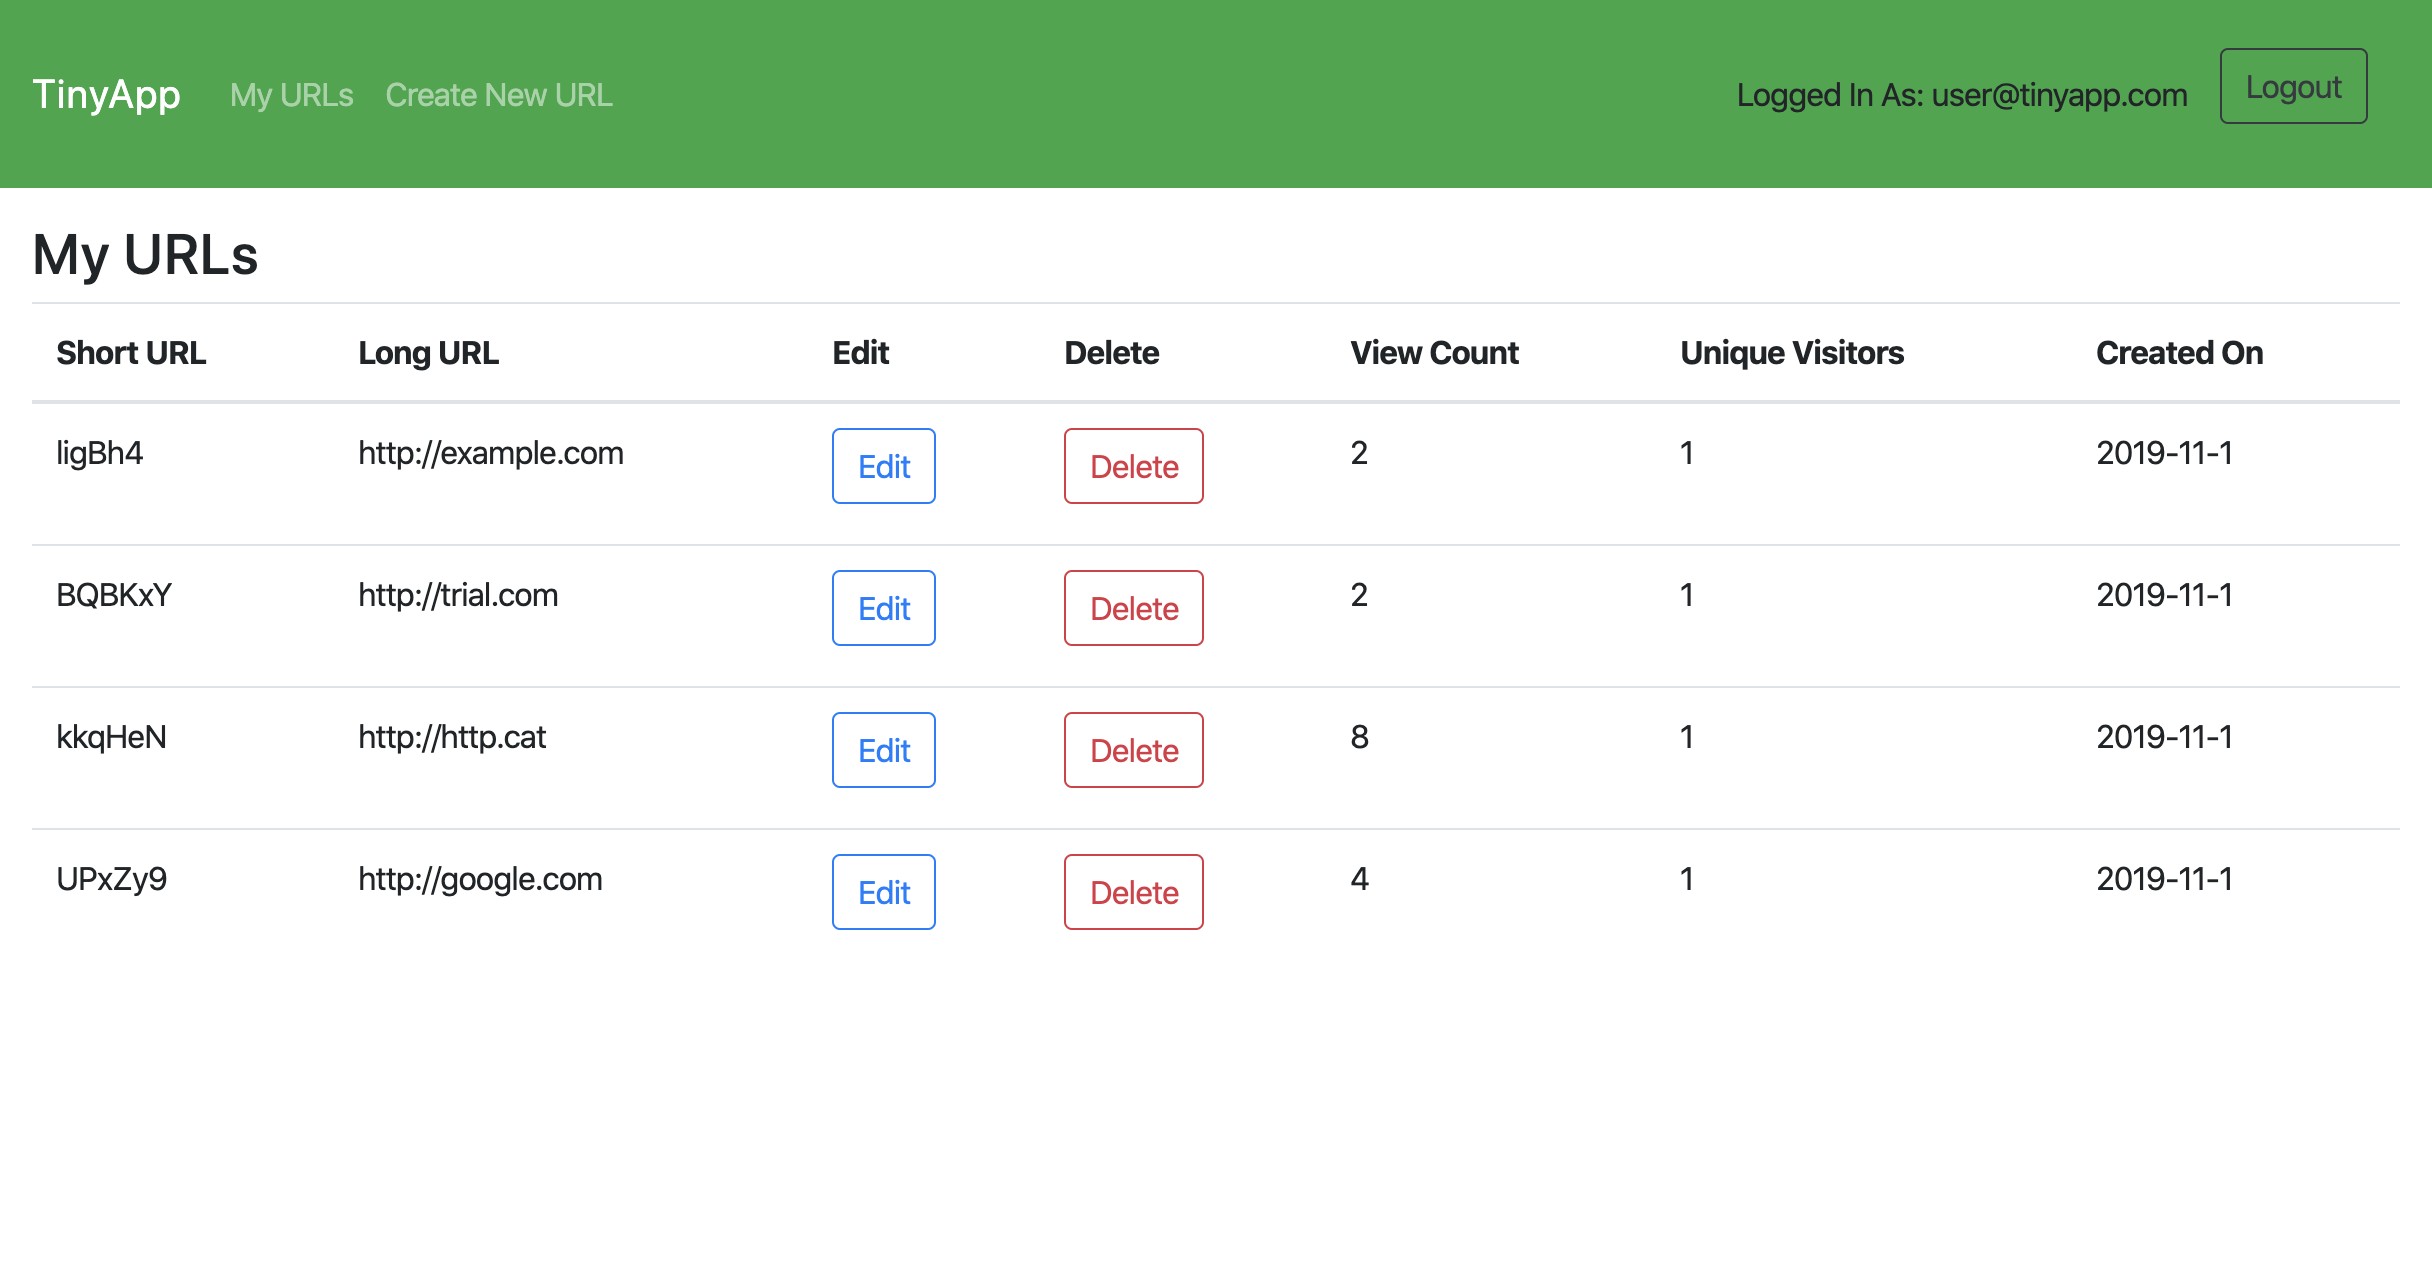 TinyApp My URLs Create New URL Logged In As: user@tinyapp.com Logout
My URLs
Short URL Long URL Edit Delete View Count Unique Visitors Created On
ligBh4 http://example.com Edit Delete 2 1 2019-11-1
BQBKxY http://trial.com Edit Delete 2 1 2019-11-1
kkqHeN http://http.cat Edit Delete 8 1 2019-11-1
UPxZy9 http://google.com Edit Delete 4 1 2019-11-1